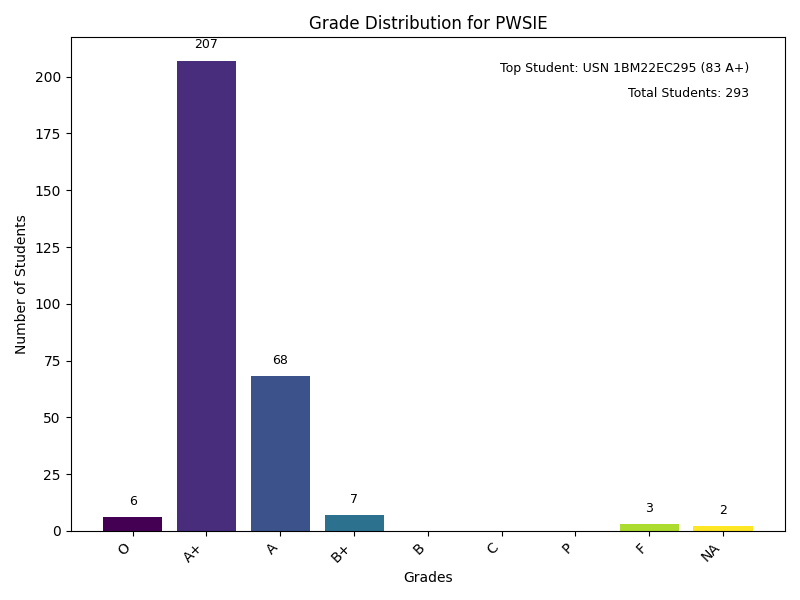 Grade Distribution for PWSIE
Top Student: USN 1BM22EC295 (83 A+)
Total Students: 293
Number of Students
200
175
150
125
100
75
50
25
0
6
207
68
7
3
2
O
A+
A
B+
B
C
P
F
NA
Grades